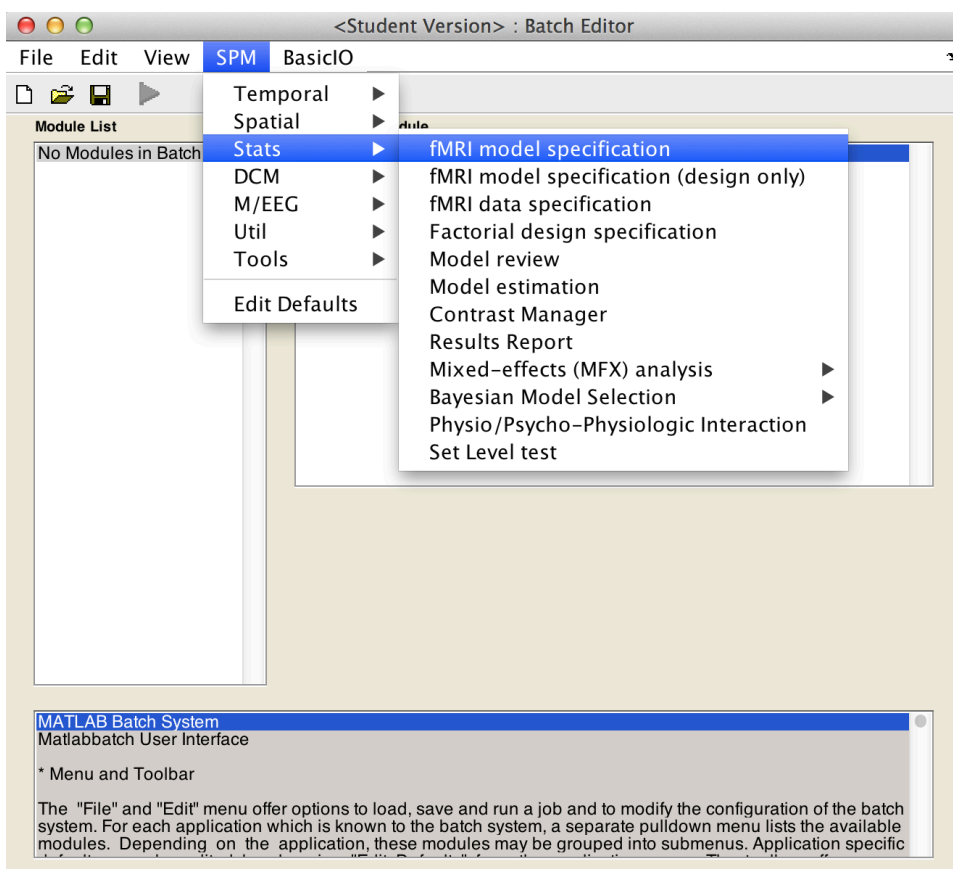 <Student Version> : Batch Editor
File Edit View SPM BasicIO
Module List
No Modules in Batch
Temporal
Spatial
Stats
DCM
M/EEG
Util
Tools
Edit Defaults
fMRI model specification
fMRI model specification (design only)
fMRI data specification
Factorial design specification
Model review
Model estimation
Contrast Manager
Results Report
Mixed-effects (MFX) analysis
Bayesian Model Selection
Physio/Psycho-Physiologic Interaction
Set Level test
MATLAB Batch System
Matlabbatch User Interface
* Menu and Toolbar
The "File" and "Edit" menu offer options to load, save and run a job and to modify the configuration of the batch
system. For each application which is known to the batch system, a separate pulldown menu lists the available
modules. Depending on the application, these modules may be grouped into submenus. Application specific